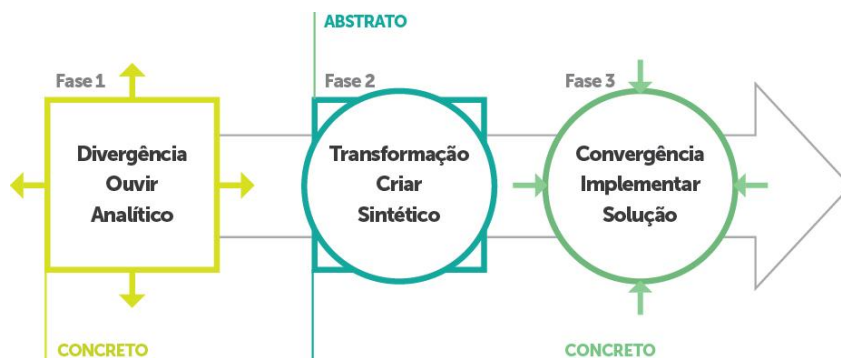 ABSTRATO
Fase 1
Divergência
Ouvir
Analítico
Fase 2
Transformação
Criar
Sintético
Fase 3
Convergência
Implementar
Solução
CONCRETO
CONCRETO